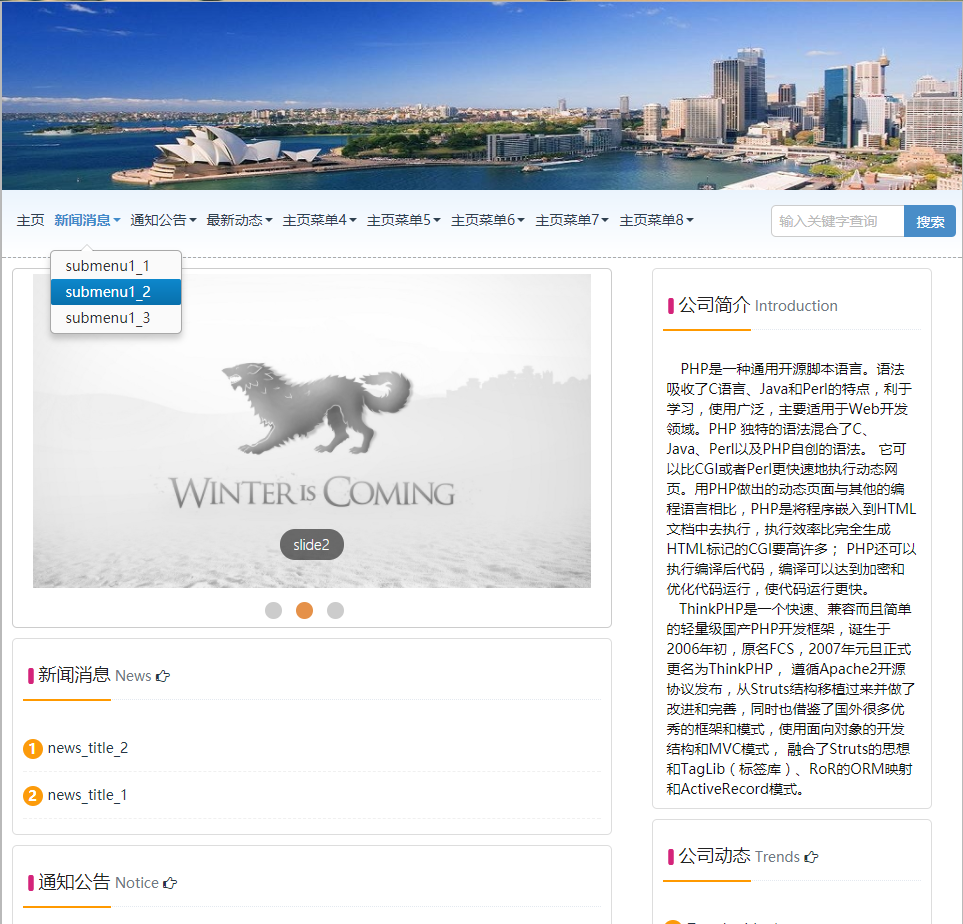 主页 新闻消息 通知公告 最新动态 主页菜单4 主页菜单5 主页菜单6 主页菜单7 主页菜单8 输入关键字查询 搜索
submenu1_1
submenu1_2
submenu1_3
WINTER IS COMING
slide2
新闻消息 News
1 news_title_2
2 news_title_1
通知公告 Notice
公司简介 Introduction
PHP是一种通用开源脚本语言。语法
吸收了C语言、Java和Perl的特点，利于
学习，使用广泛，主要适用于Web开发
领域。PHP 独特的语法混合了C、
Java、Perl以及PHP自创的语法。 它可
以比CGI或者Perl更快速地执行动态网
页。用PHP做出的动态页面与其他的编
程语言相比，PHP是将程序嵌入到HTML
文档中去执行，执行效率比完全生成
HTML标记的CGI要高许多； PHP还可以
执行编译后代码，编译可以达到加密和
优化代码运行，使代码运行更快。
ThinkPHP是一个快速、兼容而且简单
的轻量级国产PHP开发框架，诞生于
2006年初，原名FCS，2007年元旦正式
更名为ThinkPHP， 遵循Apache2开源
协议发布，从Struts结构移植过来并做了
改进和完善，同时也借鉴了国外很多优
秀的框架和模式，使用面向对象的开发
结构和MVC模式， 融合了Struts的思想
和TagLib（标签库）、RoR的ORM映射
和ActiveRecord模式。
公司动态 Trends